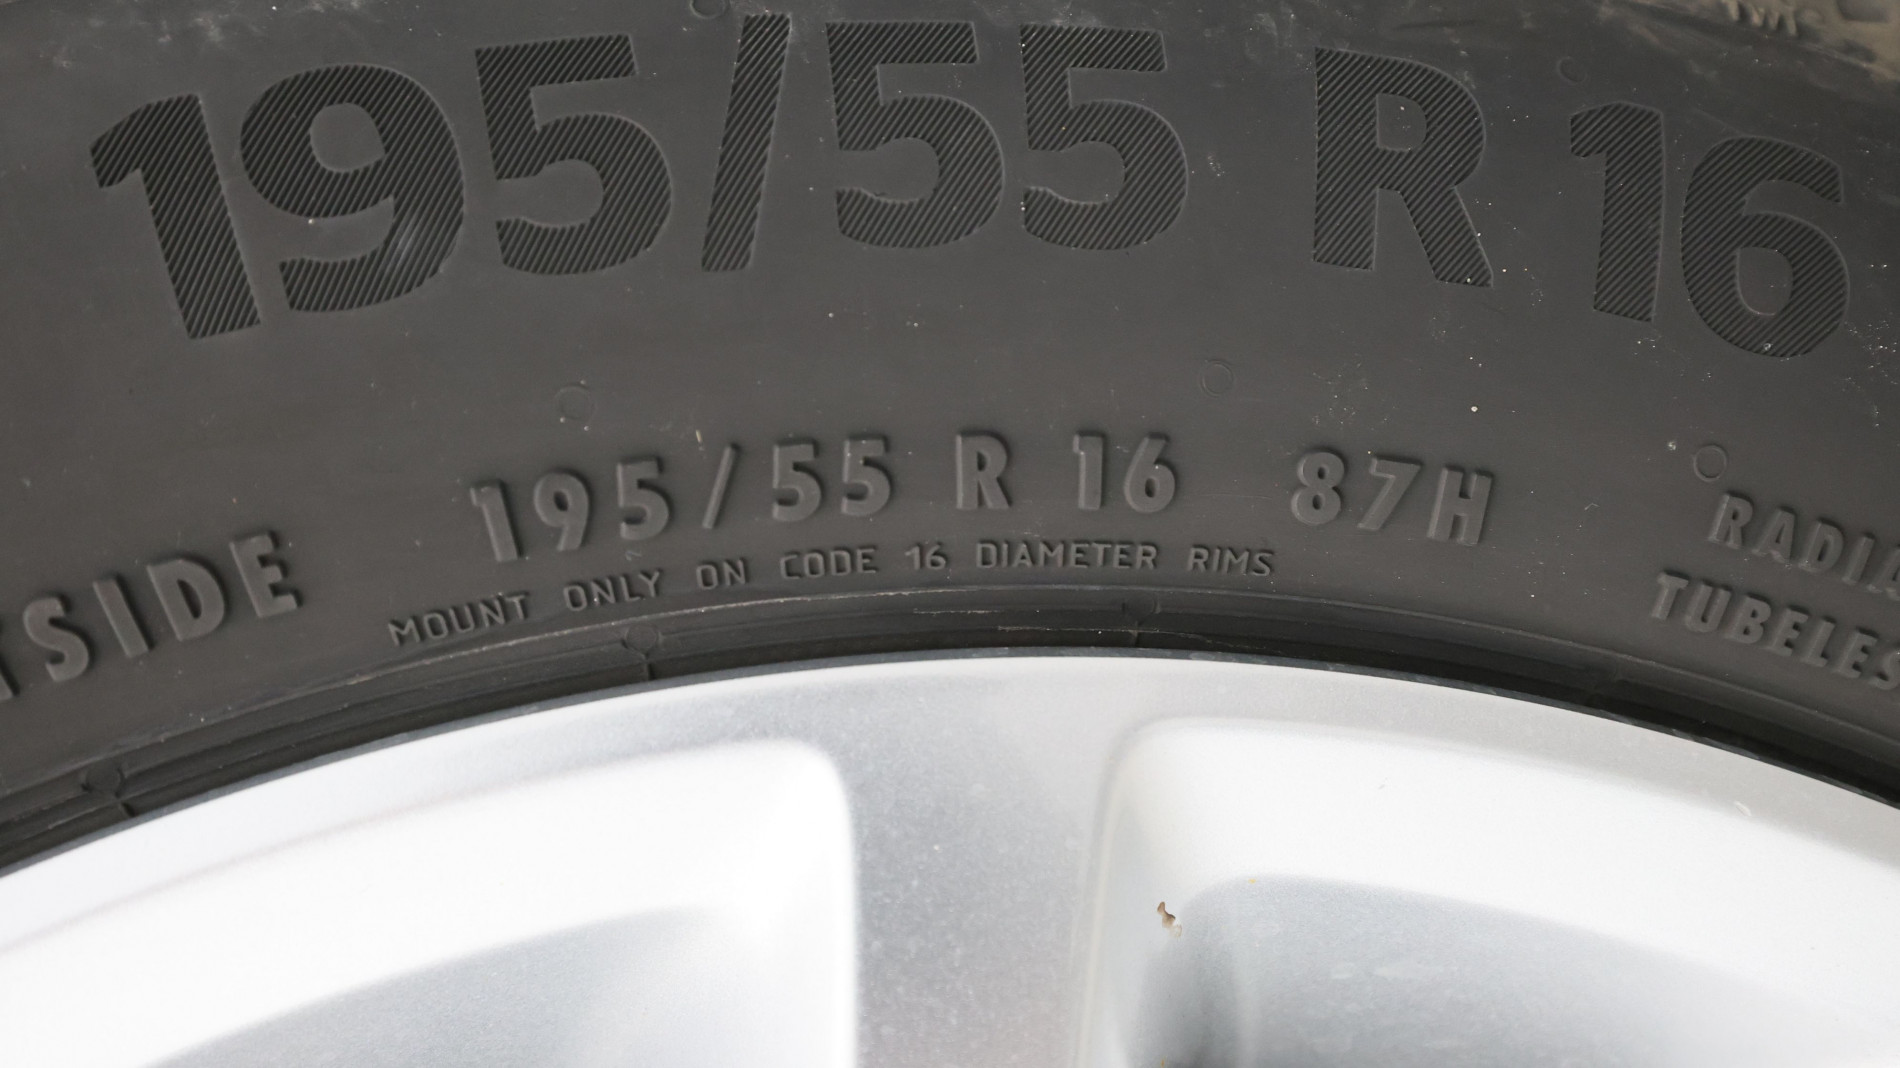 195/55 R 16
SIDE 195/55 R 16 87H
MOUNT ONLY ON CODE 16 DIAMETER RIMS